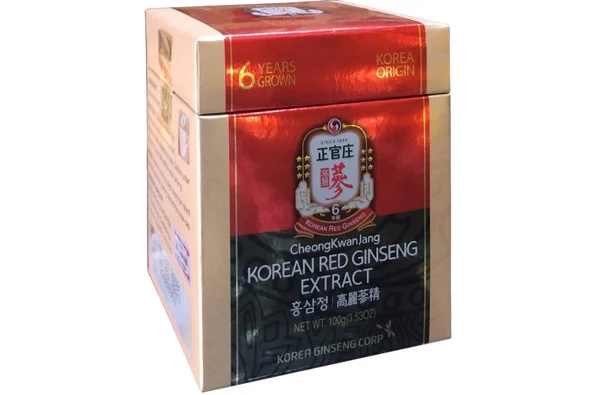 6 YEARS
GROWN
KOREA
ORIGIN
SINCE 1899
正官庄
蔘
6
KOREAN RED GINSENG
CheongKwanJang
KOREAN RED GINSENG
EXTRACT
홍삼정 | 高麗蔘精
NET WT. 100g(3.53OZ)
KOREA GINSENG CORP